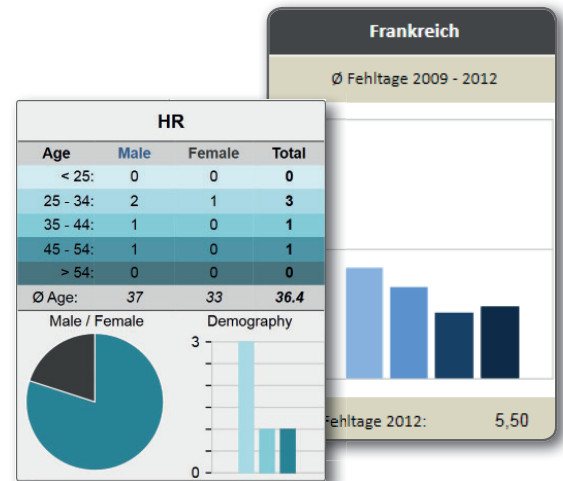 Frankreich
Ø Fehltage 2009 - 2012
Fehltage 2012: 5,50
HR
Age Male Female Total
< 25: 0 0 0
25 - 34: 2 1 3
35 - 44: 1 0 1
45 - 54: 1 0 1
> 54: 0 0 0
Ø Age: 37 33 36.4
Male / Female Demography
3
0